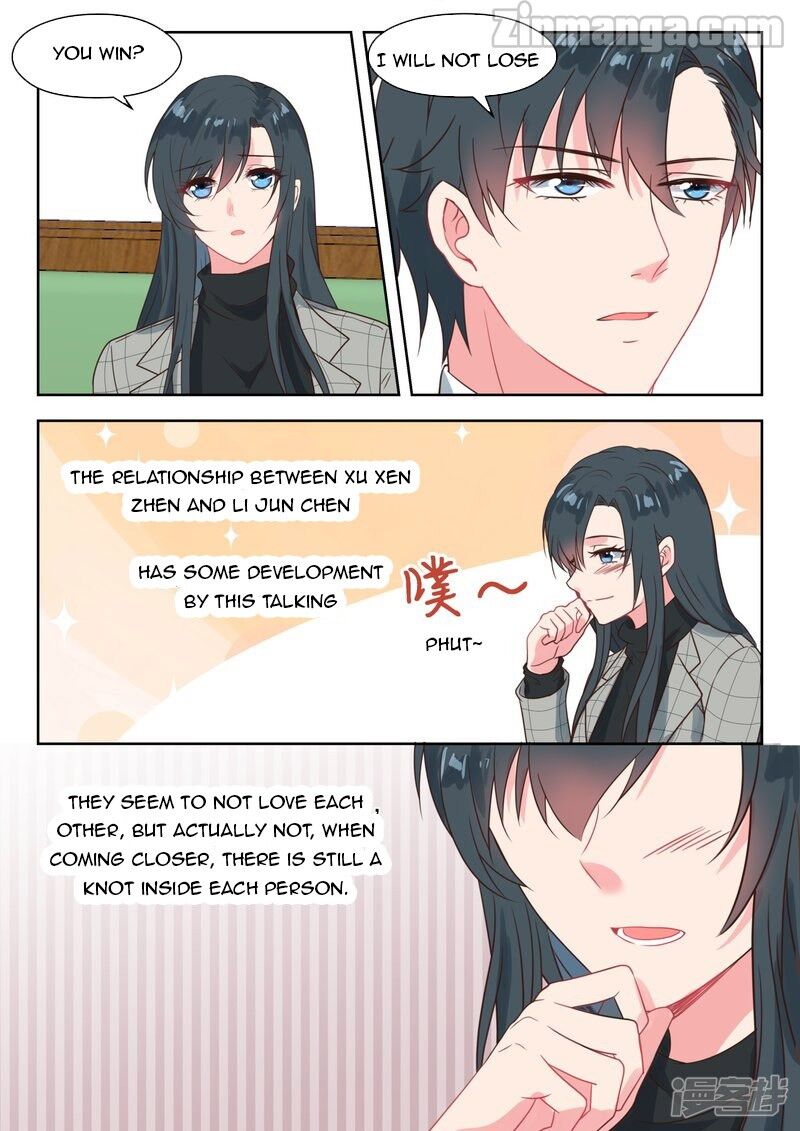 Zinmanga.com
YOU WIN?
I WILL NOT LOSE
THE RELATIONSHIP BETWEEN XU XEN
ZHEN AND LI JUN CHEN
HAS SOME DEVELOPMENT
BY THIS TALKING
噗~
PHUT~
THEY SEEM TO NOT LOVE EACH ,
OTHER, BUT ACTUALLY NOT, WHEN
COMING CLOSER, THERE IS STILL A
KNOT INSIDE EACH PERSON.
漫客栈